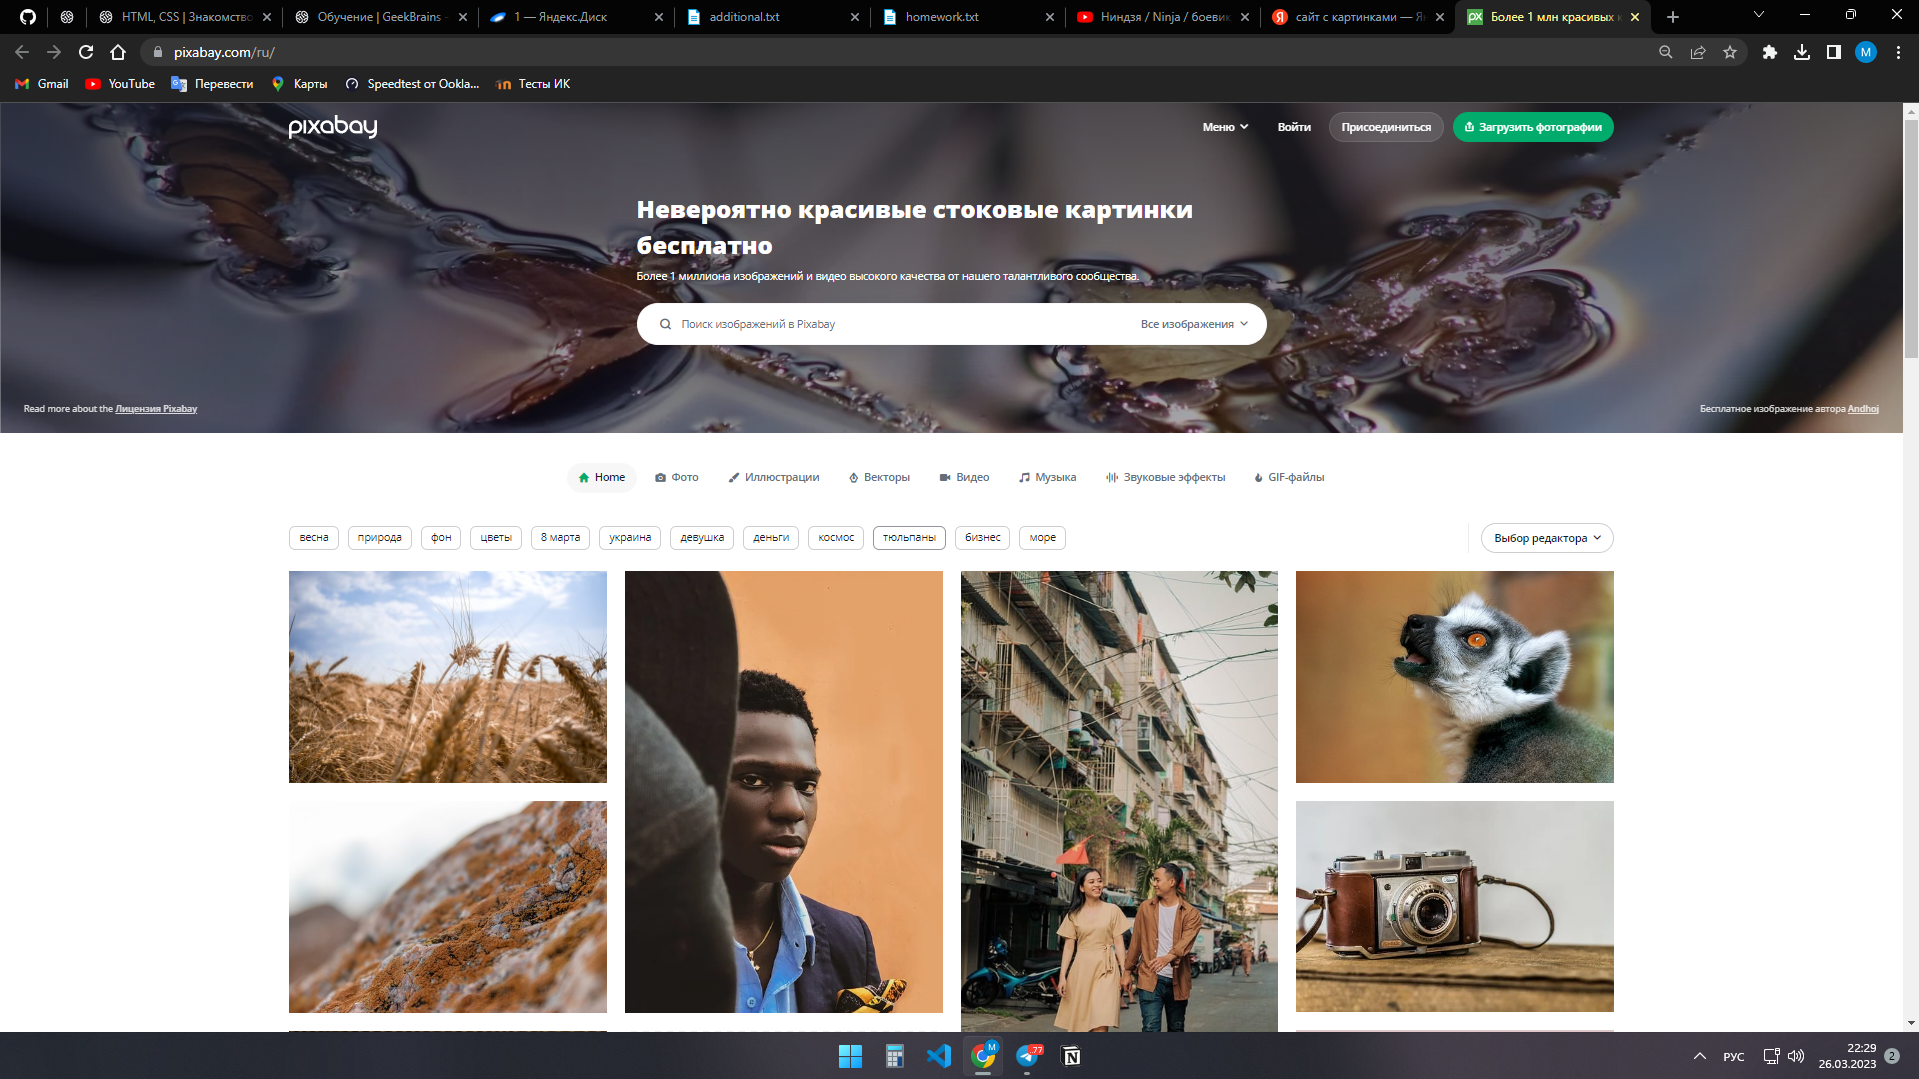 HTML, CSS | Знакомство
Обучение | GeekBrains -
1 — Яндекс.Диск
additional.txt
homework.txt
Ниндзя / Ninja / боевик
сайт с картинками — Я
Более 1 млн красивых к
pixabay.com/ru/
M
Gmail
YouTube
Перевести
Карты
Speedtest от Ookla...
Тесты ИК
pixabay
Меню
Войти
Присоединиться
Загрузить фотографии
Невероятно красивые стоковые картинки
бесплатно
Более 1 миллиона изображений и видео высокого качества от нашего талантливого сообщества.
Поиск изображений в Pixabay
Все изображения
Read more about the Лицензия Pixabay
Бесплатное изображение автора Andhoj
Home
Фото
Иллюстрации
Векторы
Видео
Музыка
Звуковые эффекты
GIF-файлы
весна
природа
фон
цветы
8 марта
украина
девушка
деньги
космос
тюльпаны
бизнес
море
Выбор редактора
РУС
22:29
26.03.2023
2